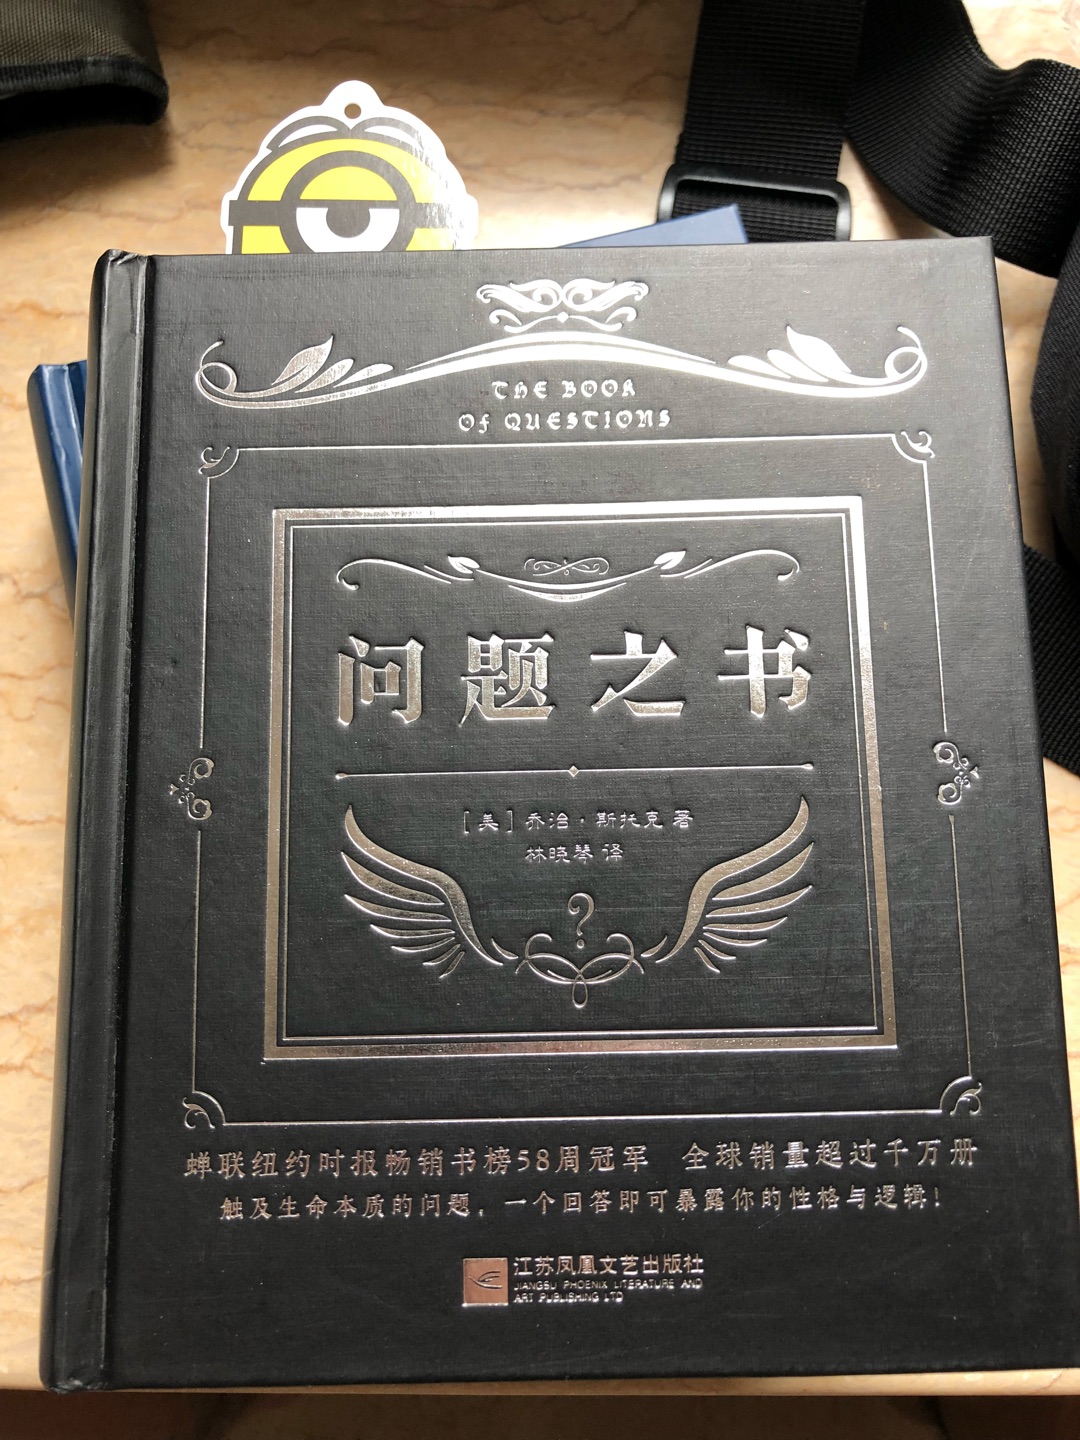 THE BOOK
OF QUESTIONS
问题之书
[美]乔治·斯托克 著
林晓琴 译
?
蝉联纽约时报畅销书榜58周冠军 全球销量超过千万册
触及生命本质的问题，一个回答即可暴露你的性格与逻辑！
江苏凤凰文艺出版社
JIANGSU PHOENIX LITERATURE AND
ART PUBLISHING LTD